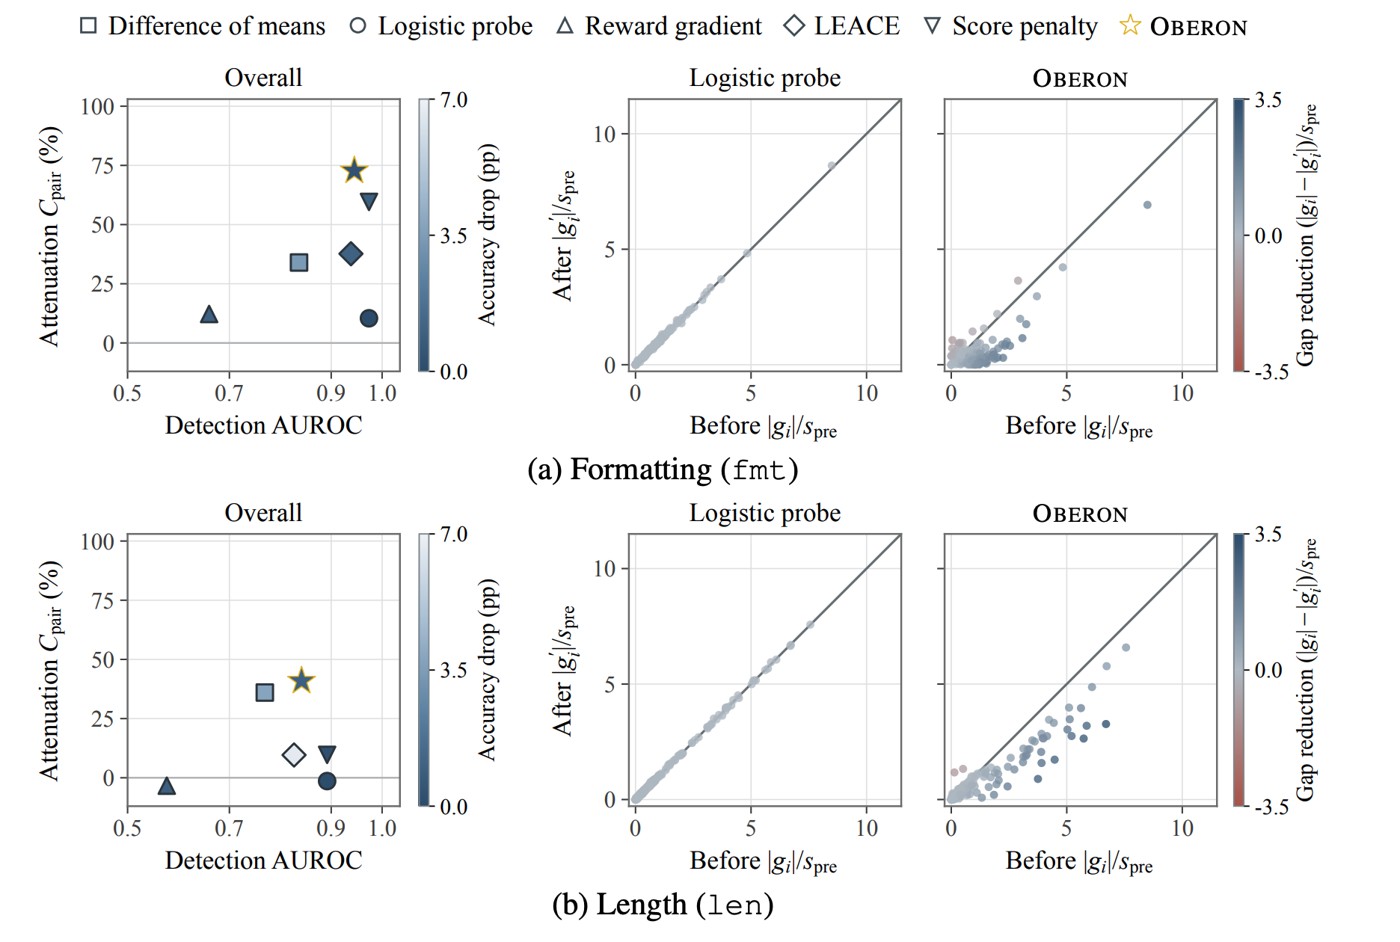 Difference of means Logistic probe Reward gradient LEACE Score penalty OBERON
Overall
Attenuation C_pair (%)
100
75
50
25
0
0.5 0.7 0.9 1.0
Detection AUROC
7.0
3.5
0.0
Accuracy drop (pp)
Logistic probe
After |g′_i|/s_pre
10
5
0
0 5 10
Before |g_i|/s_pre
OBERON
0 5 10
Before |g_i|/s_pre
3.5
0.0
-3.5
Gap reduction (|g_i|−|g′_i|)/s_pre
(a) Formatting (fmt)
Overall
Attenuation C_pair (%)
100
75
50
25
0
0.5 0.7 0.9 1.0
Detection AUROC
7.0
3.5
0.0
Accuracy drop (pp)
Logistic probe
After |g′_i|/s_pre
10
5
0
0 5 10
Before |g_i|/s_pre
OBERON
0 5 10
Before |g_i|/s_pre
3.5
0.0
-3.5
Gap reduction (|g_i|−|g′_i|)/s_pre
(b) Length (len)